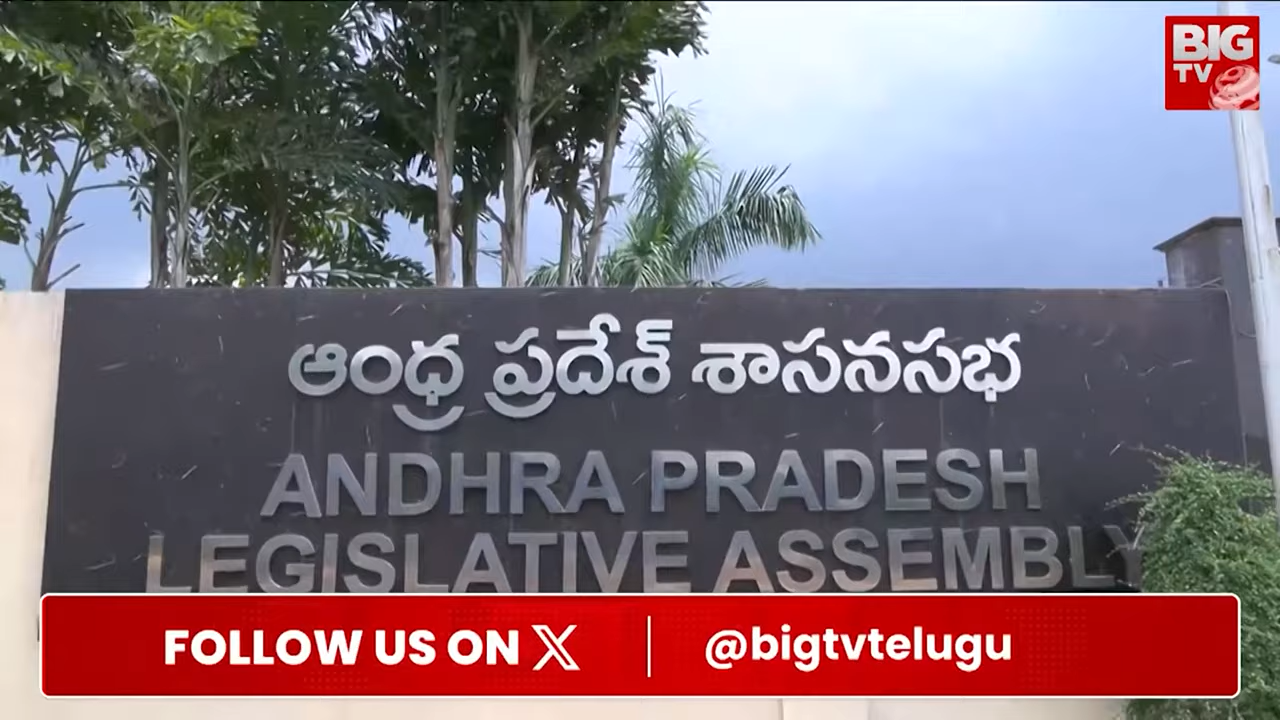 BIG
TV
ఆంధ్ర ప్రదేశ్ శాసనసభ
ANDHRA PRADESH
LEGISLATIVE ASSEMBLY
FOLLOW US ON X
@bigtvtelugu